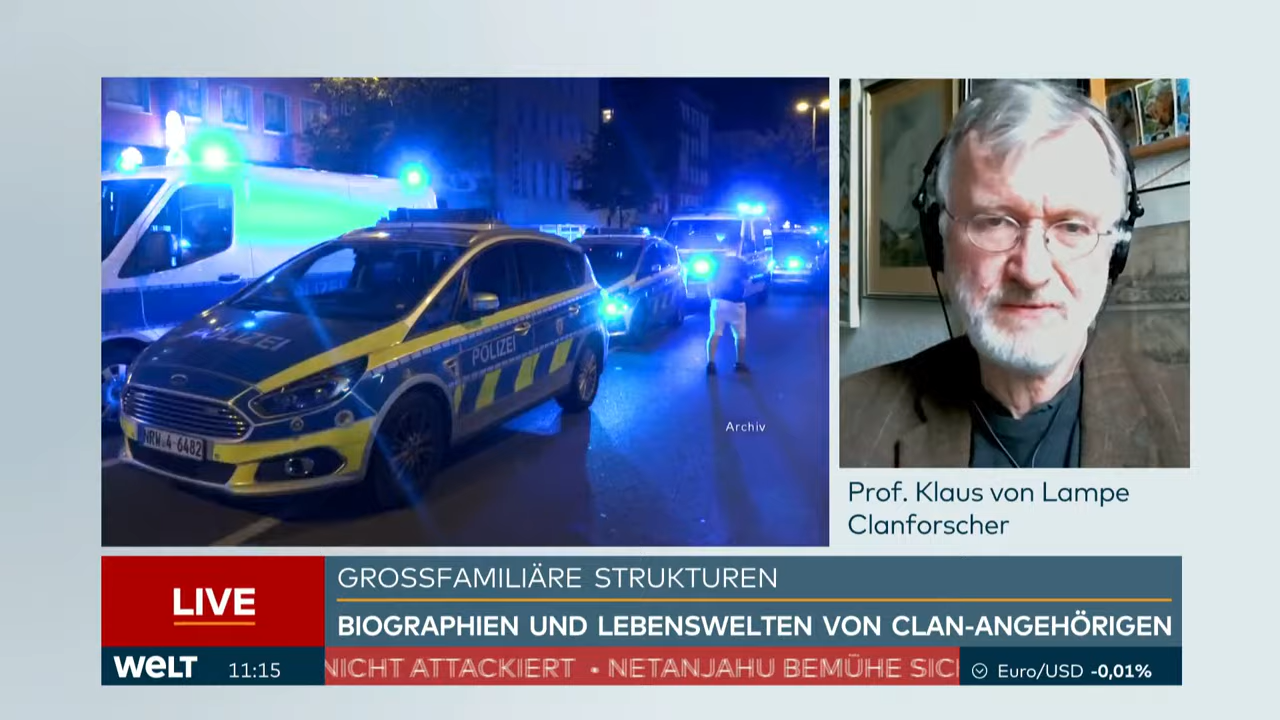 POLIZEI
POLIZEI
NRW 4 6482
Archiv
Prof. Klaus von Lampe
Clanforscher
LIVE
GROSSFAMILIÄRE STRUKTUREN
BIOGRAPHIEN UND LEBENSWELTEN VON CLAN-ANGEHÖRIGEN
welt 11:15 NICHT ATTACKIERT • NETANJAHU BEMÜHE SICH Euro/USD -0,01%